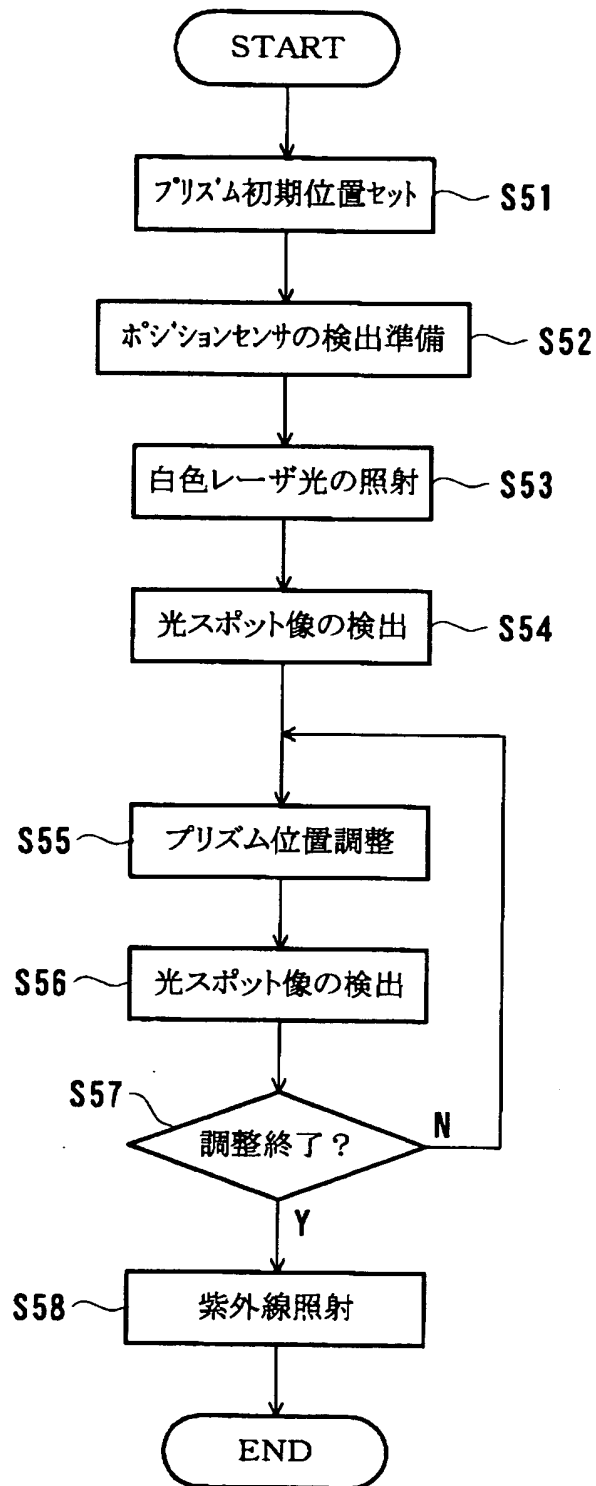 START
プリズム初期位置セット
S51
ポジションセンサの検出準備
S52
白色レーザ光の照射
S53
光スポット像の検出
S54
S55
プリズム位置調整
S56
光スポット像の検出
S57
調整終了?
N
Y
S58
紫外線照射
END